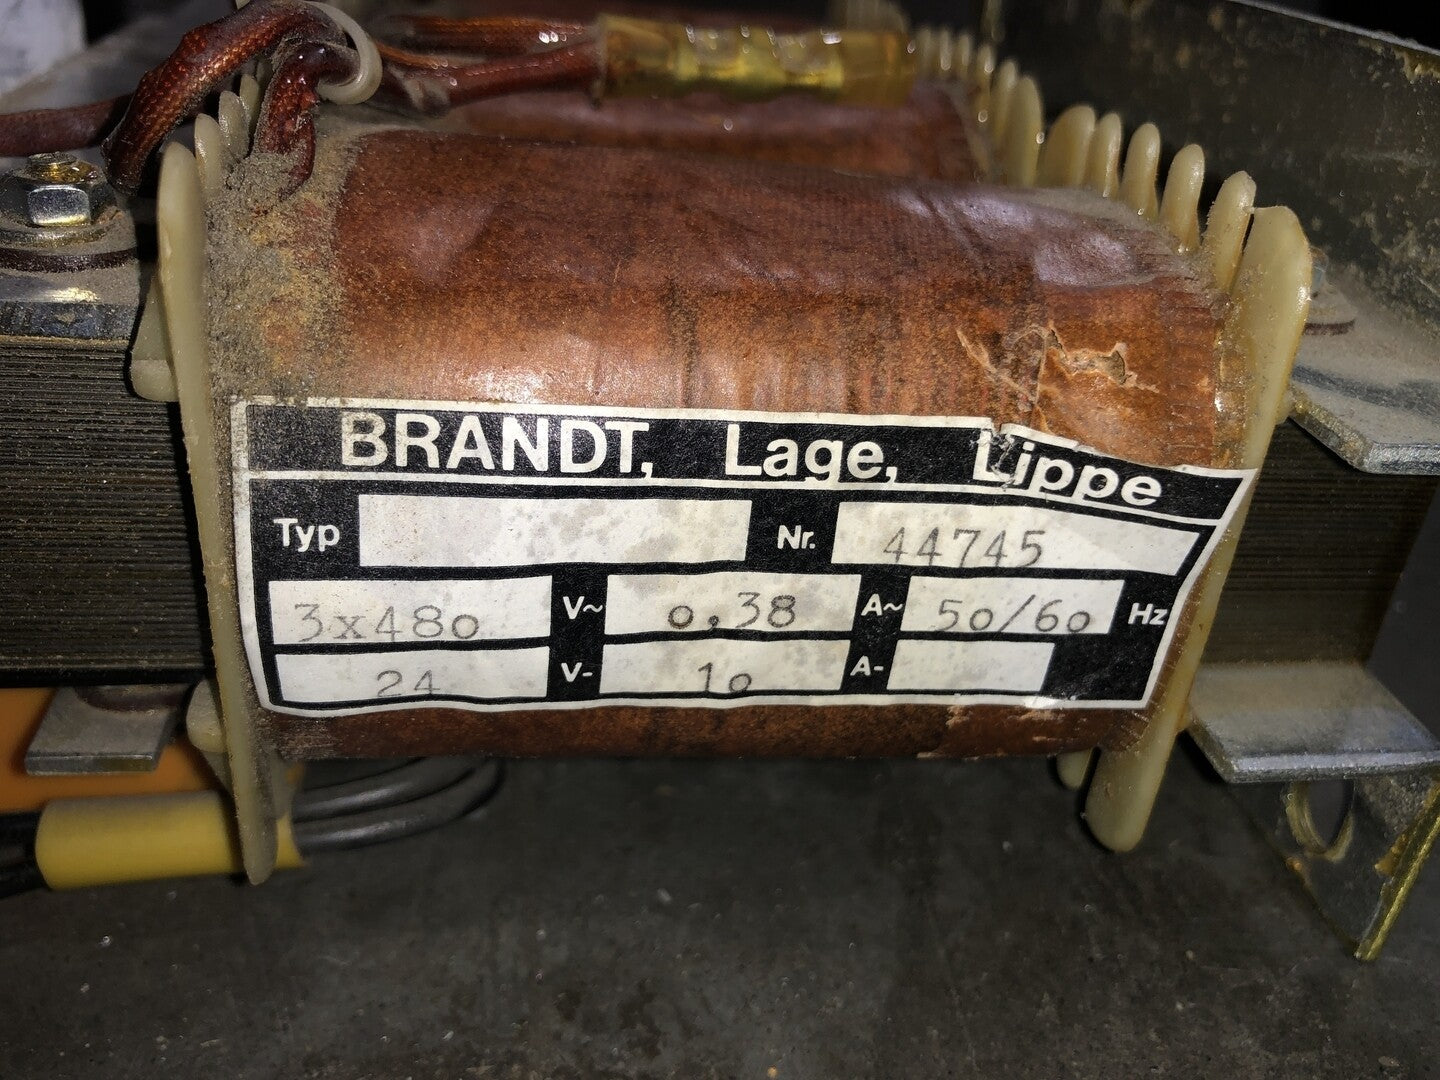 BRANDT, Lage, Lippe
Typ Nr. 44745
3x480 V~ 0,38 A~ 50/60 Hz
24 V- 10 A-